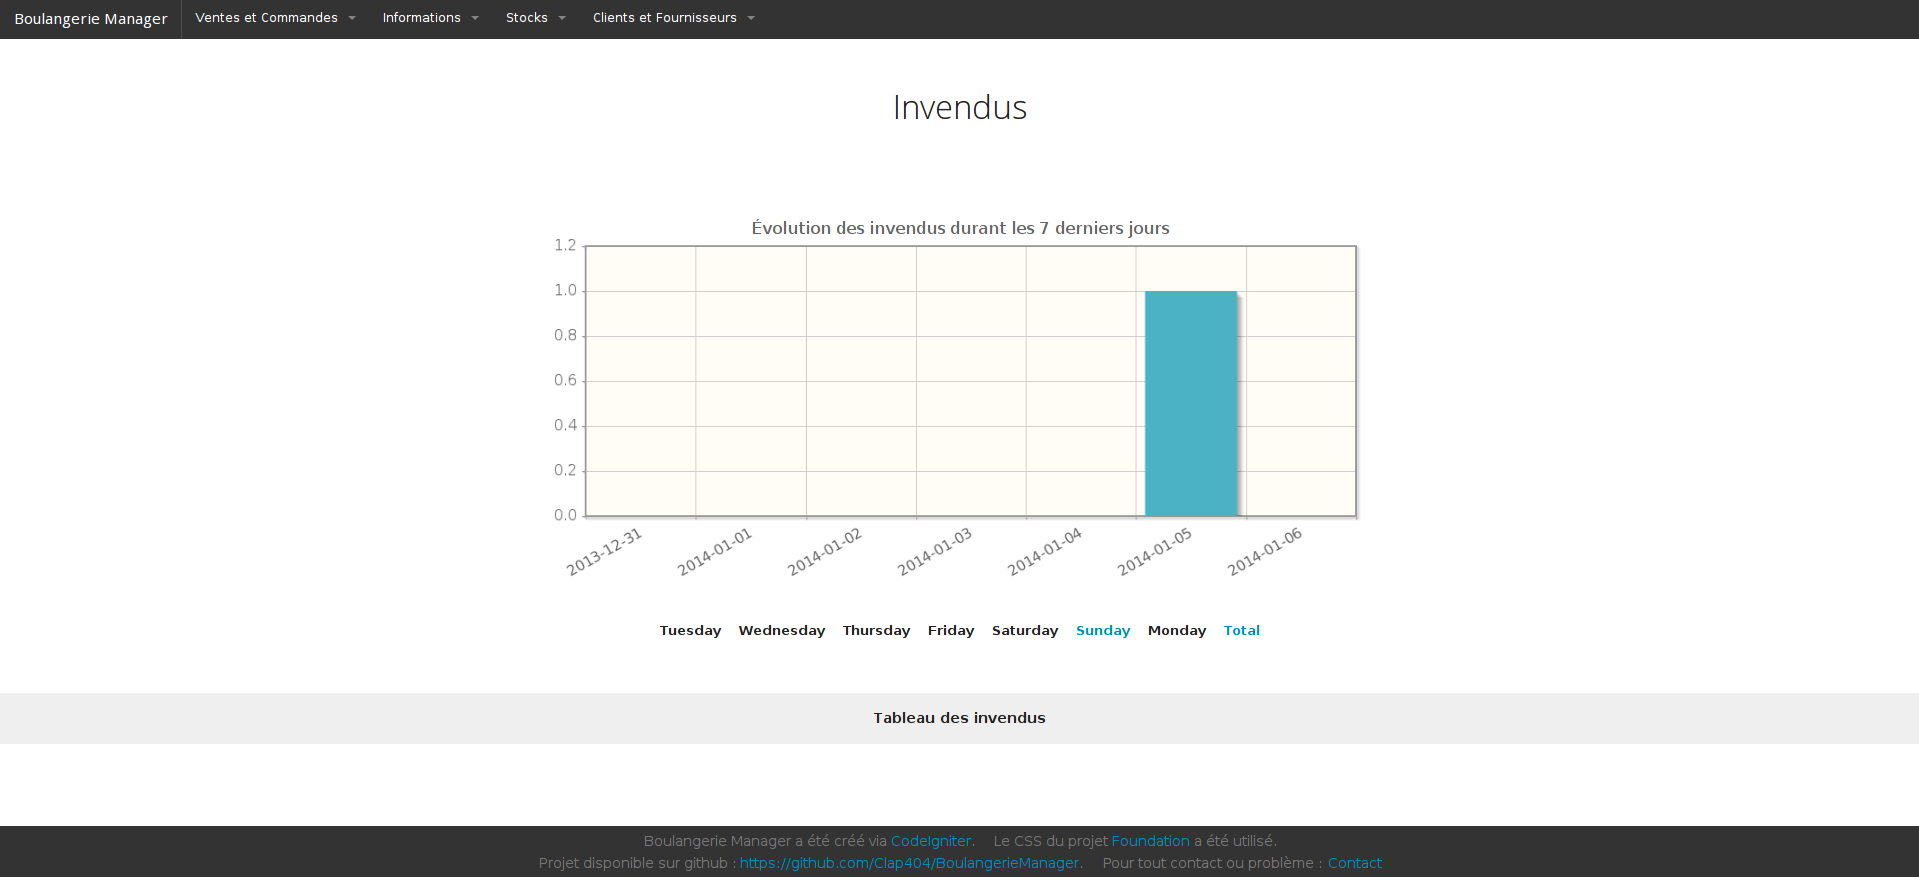 Boulangerie Manager Ventes et Commandes Informations Stocks Clients et Fournisseurs
Invendus
Évolution des invendus durant les 7 derniers jours
1.2
1.0
0.8
0.6
0.4
0.2
0.0
2013-12-31 2014-01-01 2014-01-02 2014-01-03 2014-01-04 2014-01-05 2014-01-06
Tuesday Wednesday Thursday Friday Saturday Sunday Monday Total
Tableau des invendus
Boulangerie Manager a été créé via CodeIgniter. Le CSS du projet Foundation a été utilisé.
Projet disponible sur github : https://github.com/Clap404/BoulangerieManager. Pour tout contact ou problème : Contact